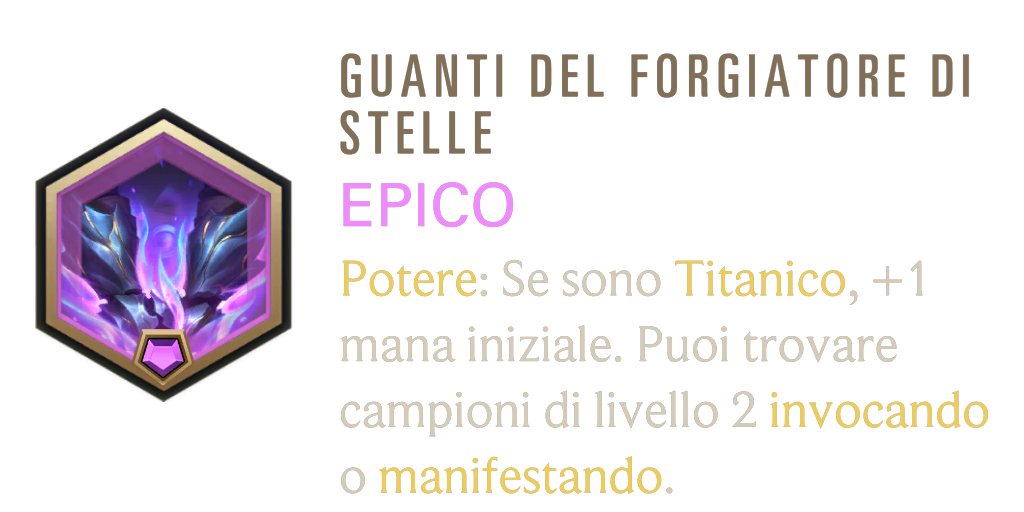 GUANTI DEL FORGIATORE DI
STELLE
EPICO
Potere: Se sono Titanico, +1
mana iniziale. Puoi trovare
campioni di livello 2 invocando
o manifestando.